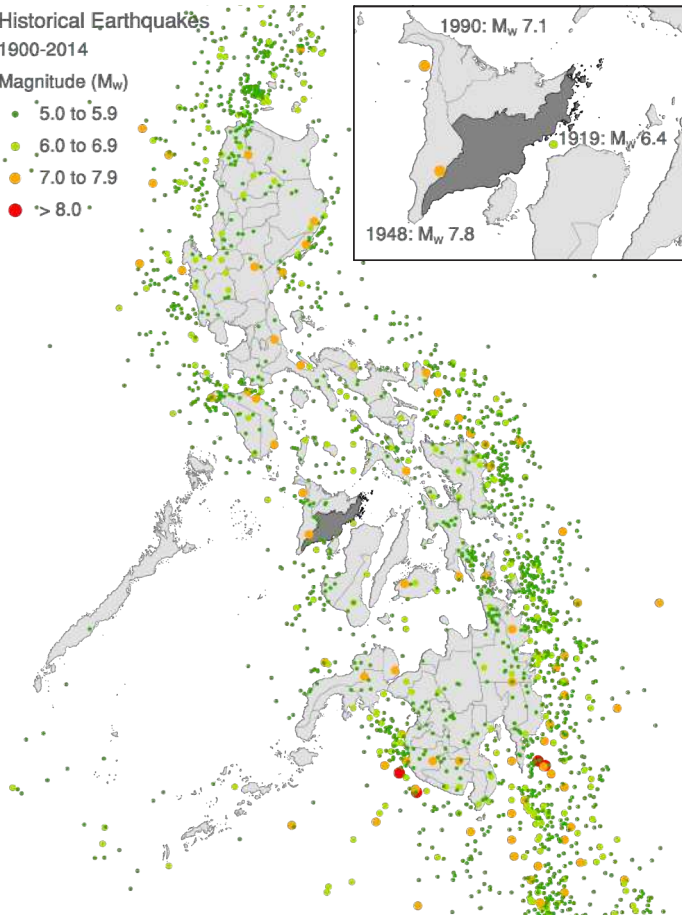 Historical Earthquakes
1900-2014
Magnitude (Mw)
5.0 to 5.9
6.0 to 6.9
7.0 to 7.9
> 8.0
1990: Mw 7.1
1919: Mw 6.4
1948: Mw 7.8